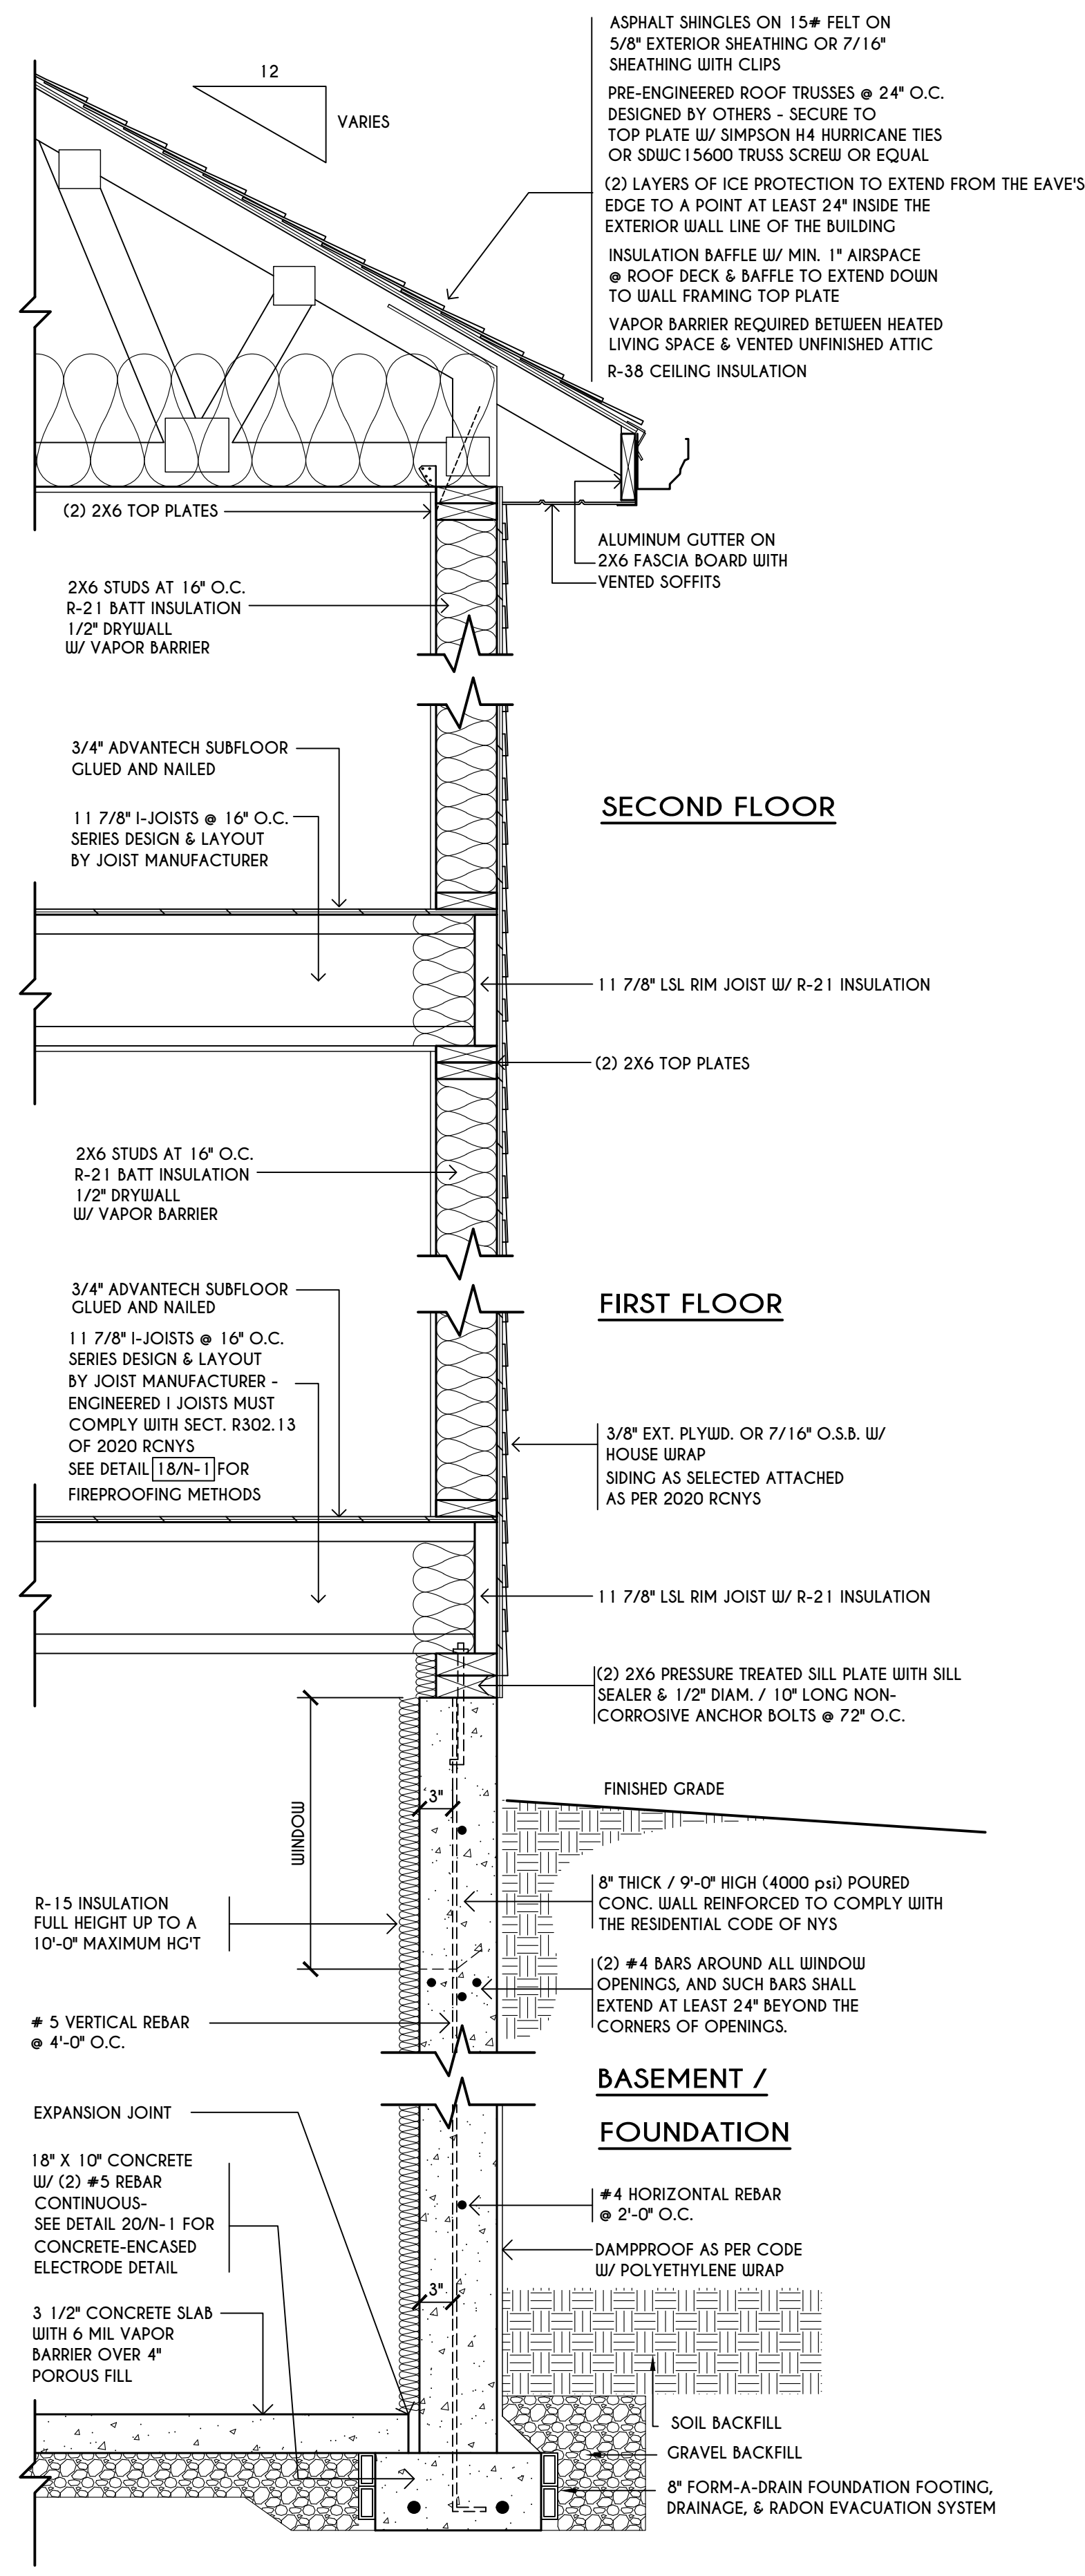 12
VARIES
ASPHALT SHINGLES ON 15# FELT ON
5/8" EXTERIOR SHEATHING OR 7/16"
SHEATHING WITH CLIPS
PRE-ENGINEERED ROOF TRUSSES @ 24" O.C.
DESIGNED BY OTHERS - SECURE TO
TOP PLATE W/ SIMPSON H4 HURRICANE TIES
OR SDWC15600 TRUSS SCREW OR EQUAL
(2) LAYERS OF ICE PROTECTION TO EXTEND FROM THE EAVE'S
EDGE TO A POINT AT LEAST 24" INSIDE THE
EXTERIOR WALL LINE OF THE BUILDING
INSULATION BAFFLE W/ MIN. 1" AIRSPACE
@ ROOF DECK & BAFFLE TO EXTEND DOWN
TO WALL FRAMING TOP PLATE
VAPOR BARRIER REQUIRED BETWEEN HEATED
LIVING SPACE & VENTED UNFINISHED ATTIC
R-38 CEILING INSULATION
(2) 2X6 TOP PLATES
ALUMINUM GUTTER ON
2X6 FASCIA BOARD WITH
VENTED SOFFITS
2X6 STUDS AT 16" O.C.
R-21 BATT INSULATION
1/2" DRYWALL
W/ VAPOR BARRIER
3/4" ADVANTECH SUBFLOOR
GLUED AND NAILED
11 7/8" I-JOISTS @ 16" O.C.
SERIES DESIGN & LAYOUT
BY JOIST MANUFACTURER
SECOND FLOOR
11 7/8" LSL RIM JOIST W/ R-21 INSULATION
(2) 2X6 TOP PLATES
2X6 STUDS AT 16" O.C.
R-21 BATT INSULATION
1/2" DRYWALL
W/ VAPOR BARRIER
3/4" ADVANTECH SUBFLOOR
GLUED AND NAILED
11 7/8" I-JOISTS @ 16" O.C.
SERIES DESIGN & LAYOUT
BY JOIST MANUFACTURER -
ENGINEERED I JOISTS MUST
COMPLY WITH SECT. R302.13
OF 2020 RCNYS
SEE DETAIL 18/N-1 FOR
FIREPROOFING METHODS
FIRST FLOOR
3/8" EXT. PLYWD. OR 7/16" O.S.B. W/
HOUSE WRAP
SIDING AS SELECTED ATTACHED
AS PER 2020 RCNYS
11 7/8" LSL RIM JOIST W/ R-21 INSULATION
(2) 2X6 PRESSURE TREATED SILL PLATE WITH SILL
SEALER & 1/2" DIAM. / 10" LONG NON-
CORROSIVE ANCHOR BOLTS @ 72" O.C.
FINISHED GRADE
3"
WINDOW
R-15 INSULATION
FULL HEIGHT UP TO A
10'-0" MAXIMUM HG'T
8" THICK / 9'-0" HIGH (4000 psi) POURED
CONC. WALL REINFORCED TO COMPLY WITH
THE RESIDENTIAL CODE OF NYS
(2) #4 BARS AROUND ALL WINDOW
OPENINGS, AND SUCH BARS SHALL
EXTEND AT LEAST 24" BEYOND THE
CORNERS OF OPENINGS.
# 5 VERTICAL REBAR
@ 4'-0" O.C.
BASEMENT /
FOUNDATION
EXPANSION JOINT
18" X 10" CONCRETE
W/ (2) #5 REBAR
CONTINUOUS-
SEE DETAIL 20/N-1 FOR
CONCRETE-ENCASED
ELECTRODE DETAIL
#4 HORIZONTAL REBAR
@ 2'-0" O.C.
DAMPPROOF AS PER CODE
W/ POLYETHYLENE WRAP
3"
3 1/2" CONCRETE SLAB
WITH 6 MIL VAPOR
BARRIER OVER 4"
POROUS FILL
SOIL BACKFILL
GRAVEL BACKFILL
8" FORM-A-DRAIN FOUNDATION FOOTING,
DRAINAGE, & RADON EVACUATION SYSTEM